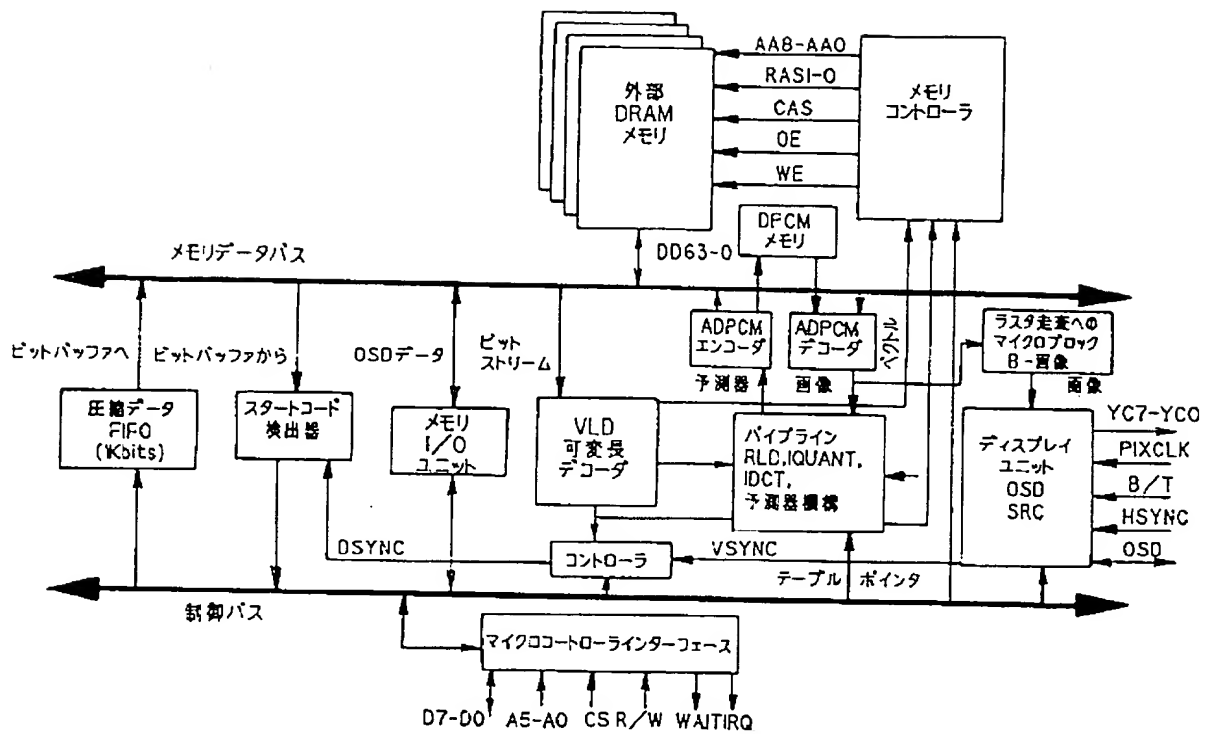 外部
DRAM
メモリ
AA8-AA0
RAS1-0
CAS
OE
WE
メモリ
コントローラ
DPCM
メモリ
DD63-0
メモリデータバス
ビットバッファへ
ビットバッファから
OSDデータ
ビット
ストリーム
ADPCM
エンコーダ
ADPCM
デコーダ
ベクトル
ラスタ走査への
マイクロブロック
B-画像
予測器
画像
画像
圧縮データ
FIFO
(1Kbits)
スタートコード
検出器
メモリ
I/O
ユニット
VLD
可変長
デコーダ
パイプライン
RLD,IQUANT,
IDCT,
予測器機構
ディスプレイ
ユニット
OSD
SRC
YC7-YC0
PIXCLK
B/T
HSYNC
OSD
DSYNC
コントローラ
VSYNC
テーブル ポインタ
制御バス
マイクロコトローラインターフェース
D7-D0 A5-A0 CS R/W WAIT IRQ